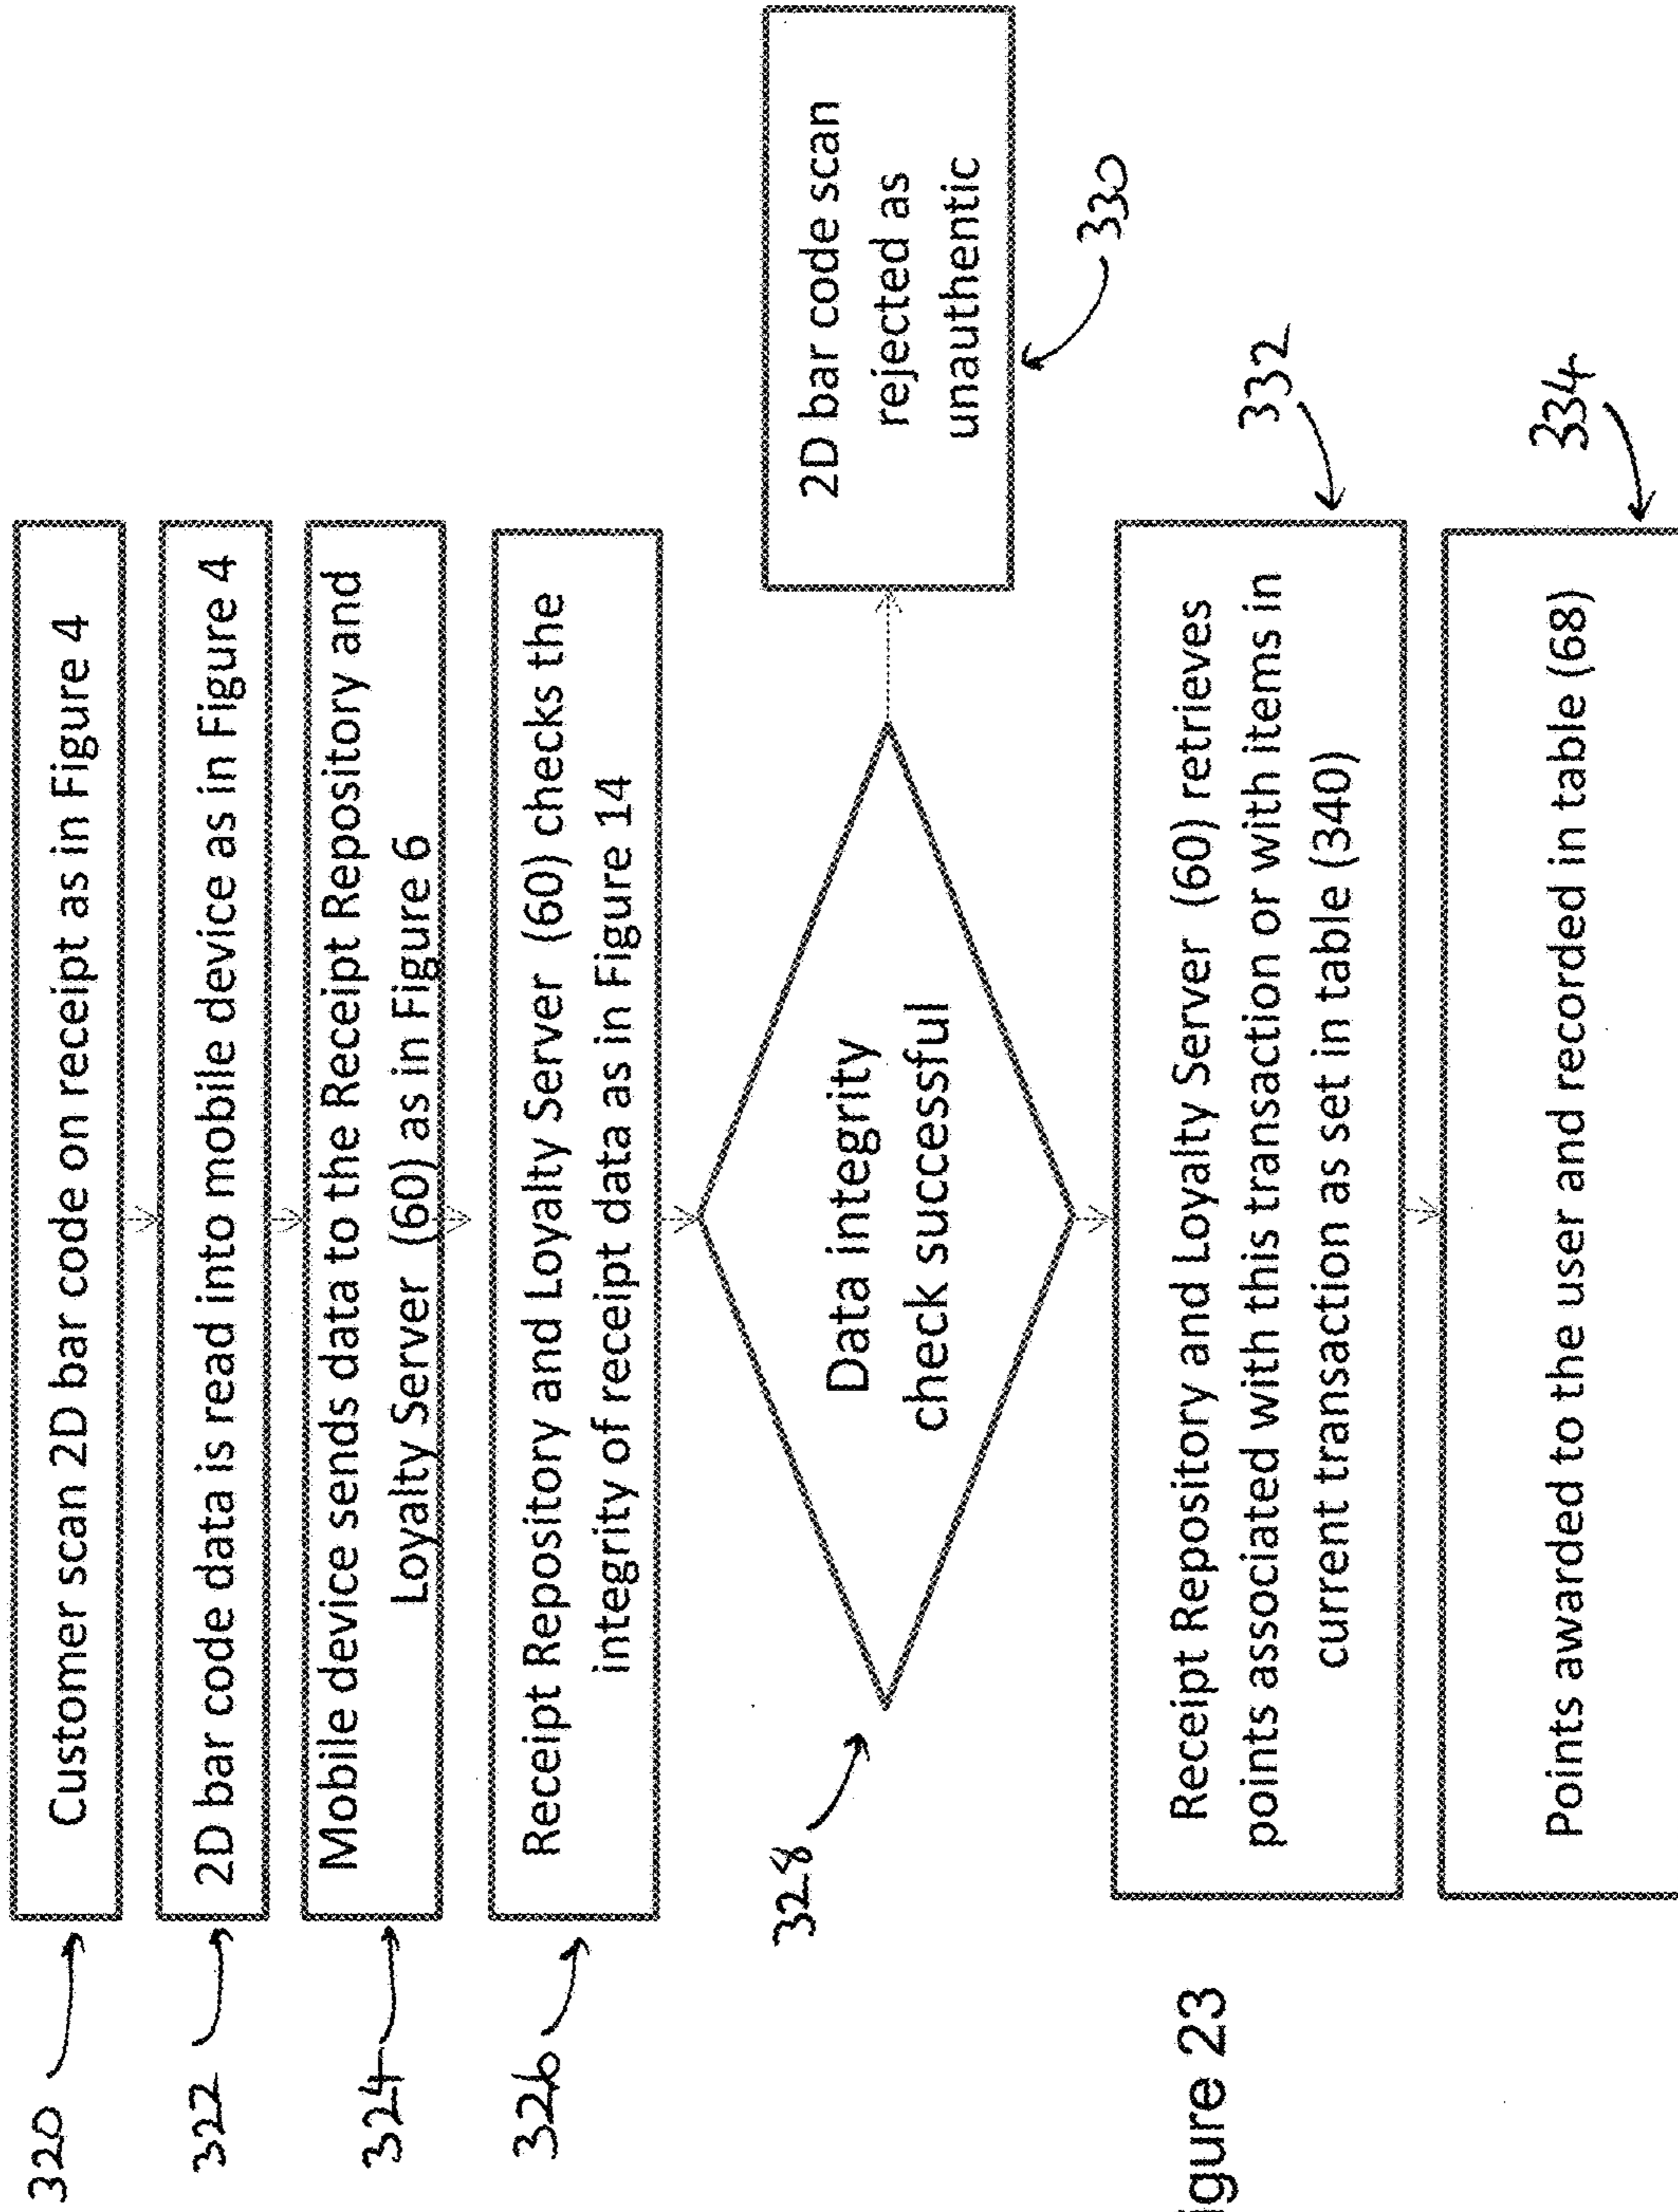 320
Customer scan 2D bar code on receipt as in Figure 4
322
2D bar code data is read into mobile device as in Figure 4
324
Mobile device sends data to the Receipt Repository and
Loyalty Server (60) as in Figure 6
326
Receipt Repository and Loyalty Server (60) checks the
integrity of receipt data as in Figure 14
328
Data integrity
check successful
2D bar code scan
rejected as
unauthentic
330
Receipt Repository and Loyalty Server (60) retrieves
points associated with this transaction or with items in
current transaction as set in table (340)
332
Points awarded to the user and recorded in table (68)
334
igure 23